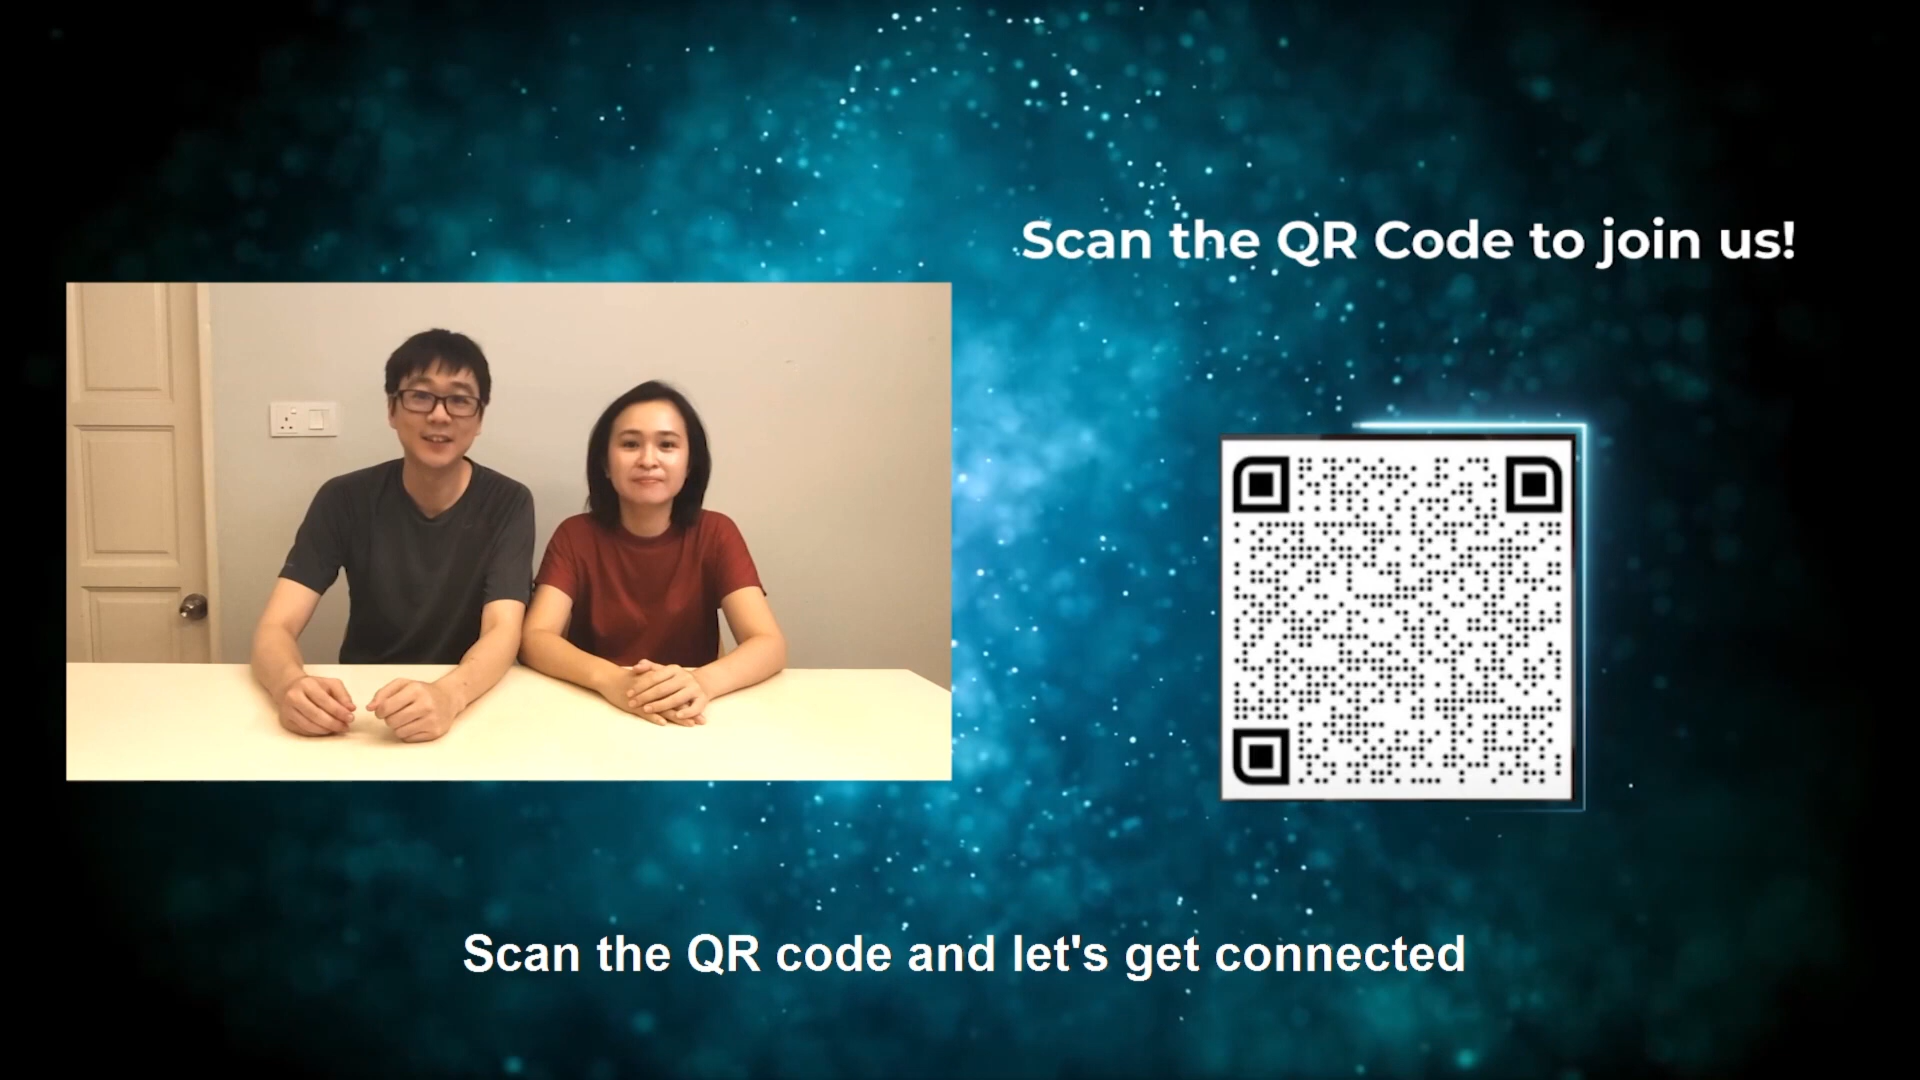 Scan the QR Code to join us!
Scan the QR code and let's get connected